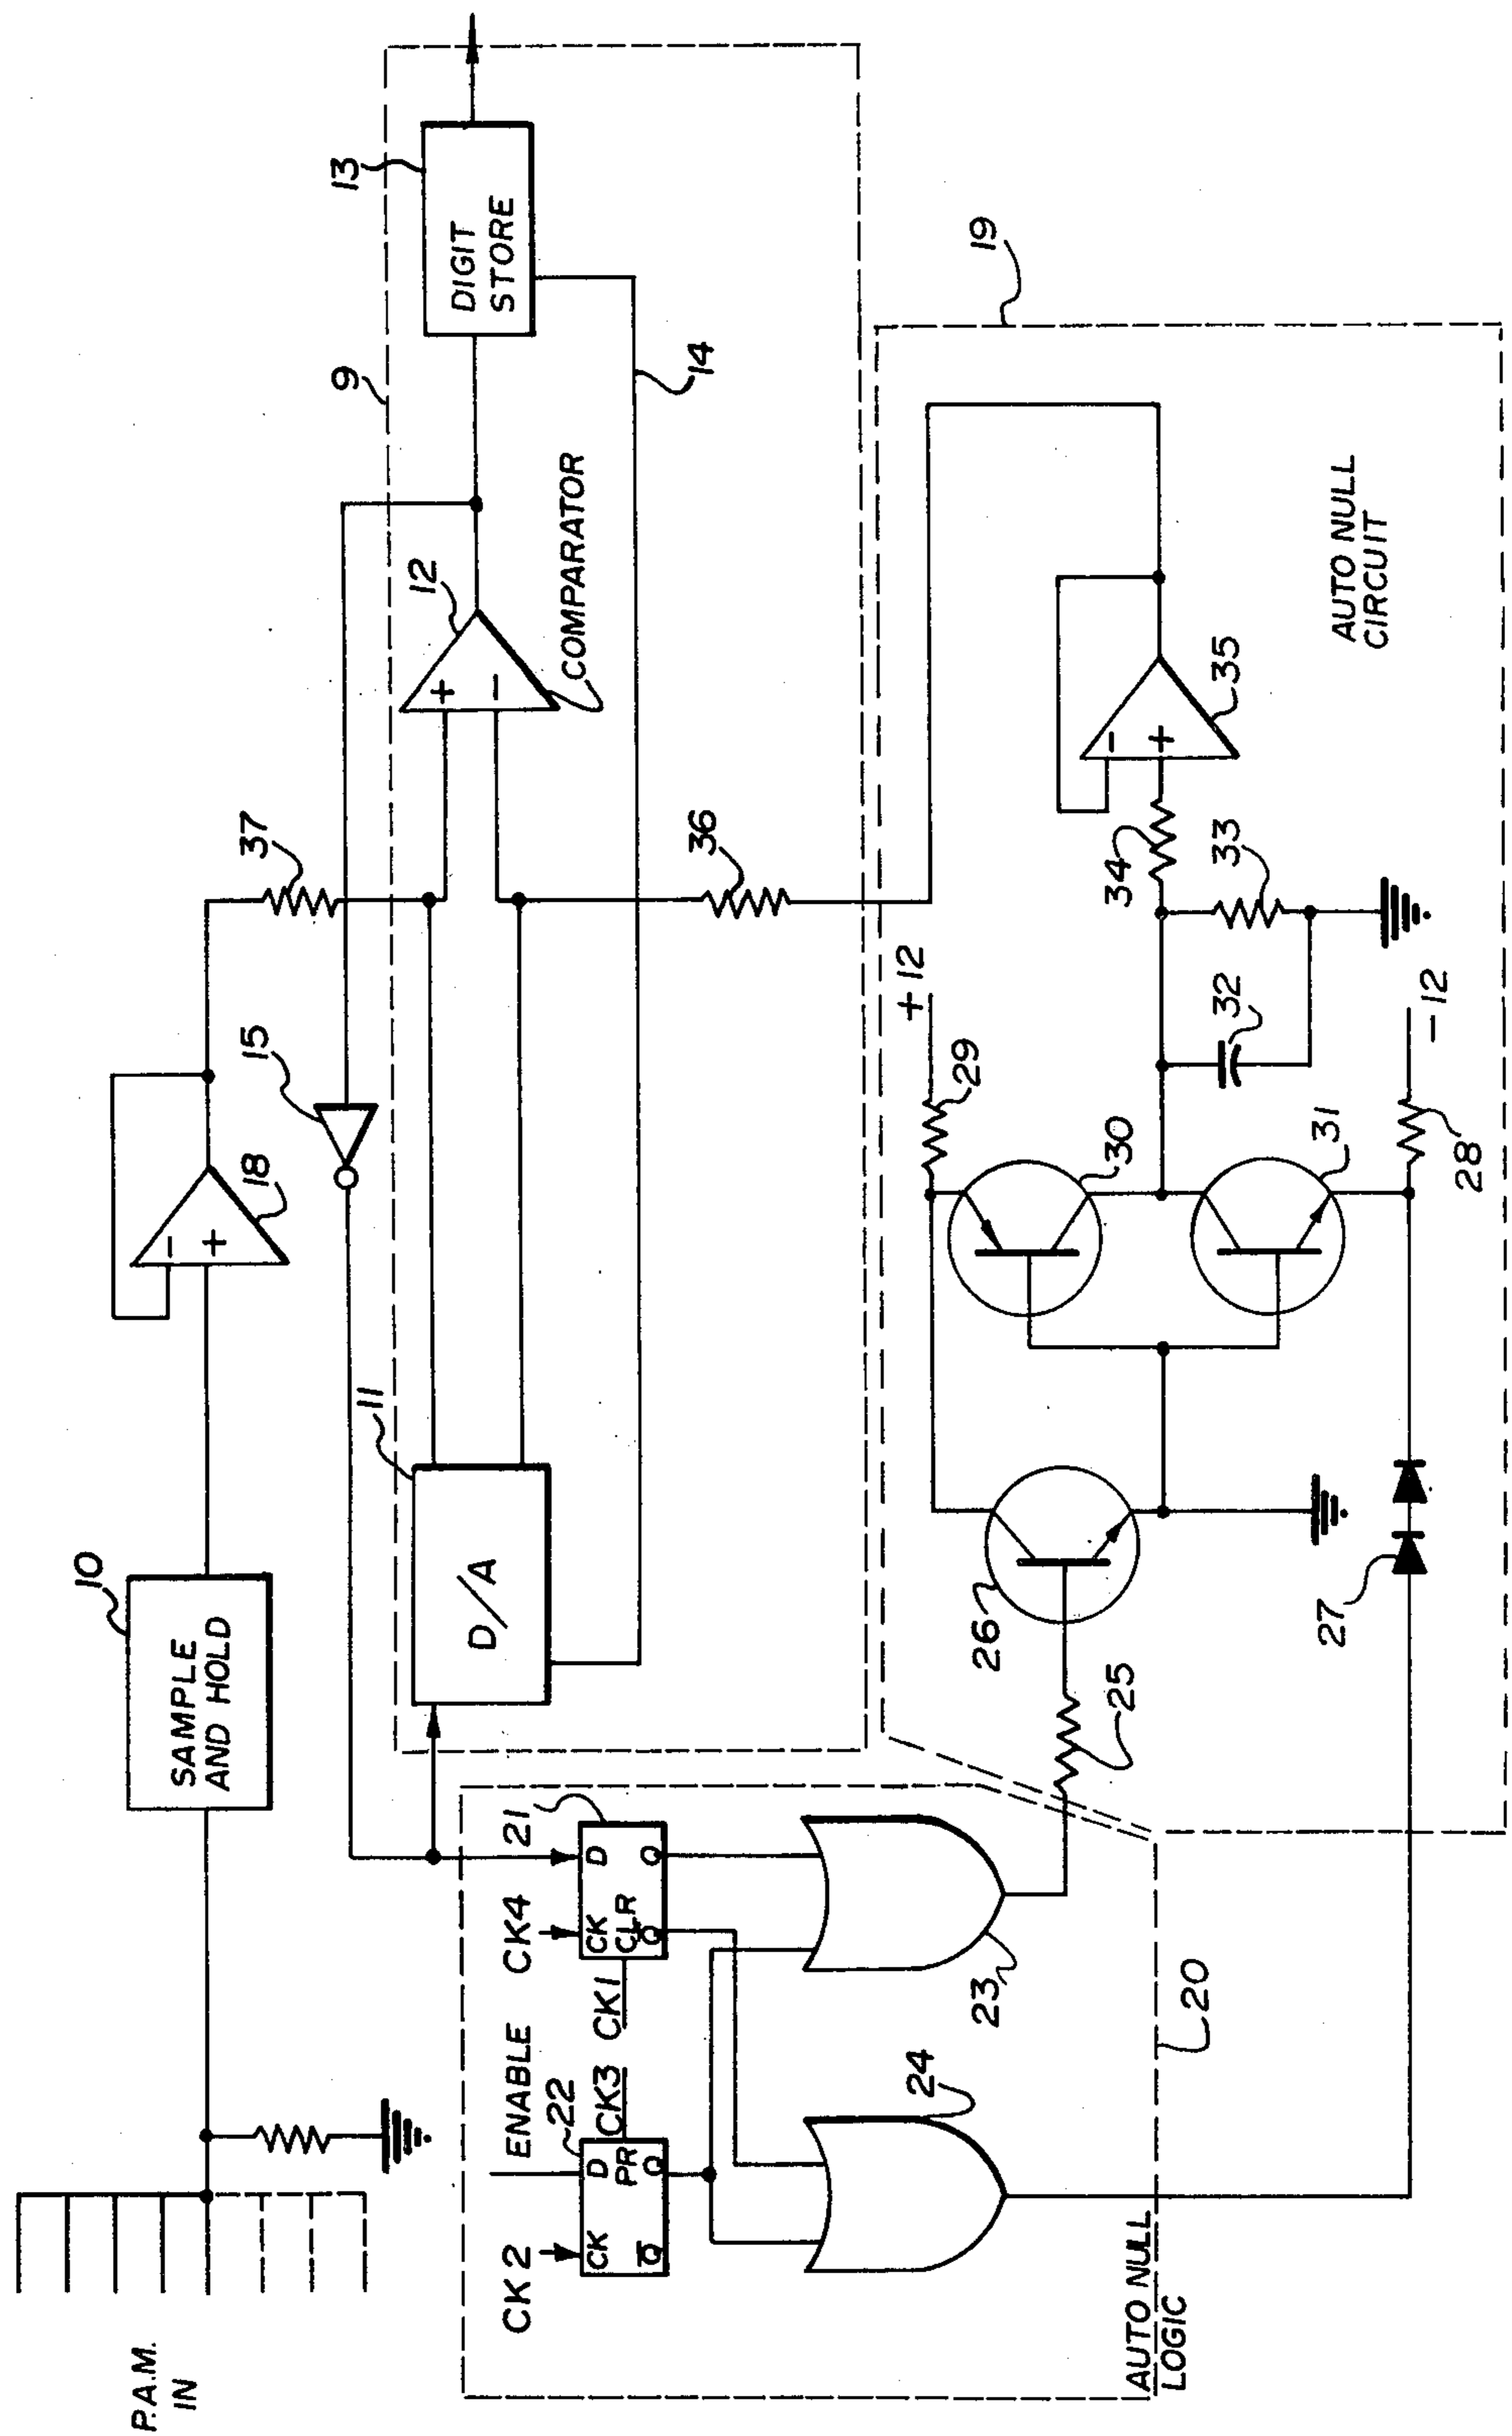 P.A.M.
IN
10
SAMPLE
AND HOLD
-
+
18
37
15
9
11
D/A
12
+
-
COMPARATOR
13
DIGIT
STORE
14
36
19
CK2
ENABLE
22
CK
D
PR
Q
Q̅
CK3
CK1
CK4
21
CK
D
CLR
Q
Q
24
23
20
AUTO NULL
LOGIC
25
26
27
+12
29
30
31
28
-12
32
33
34
-
+
35
AUTO NULL
CIRCUIT